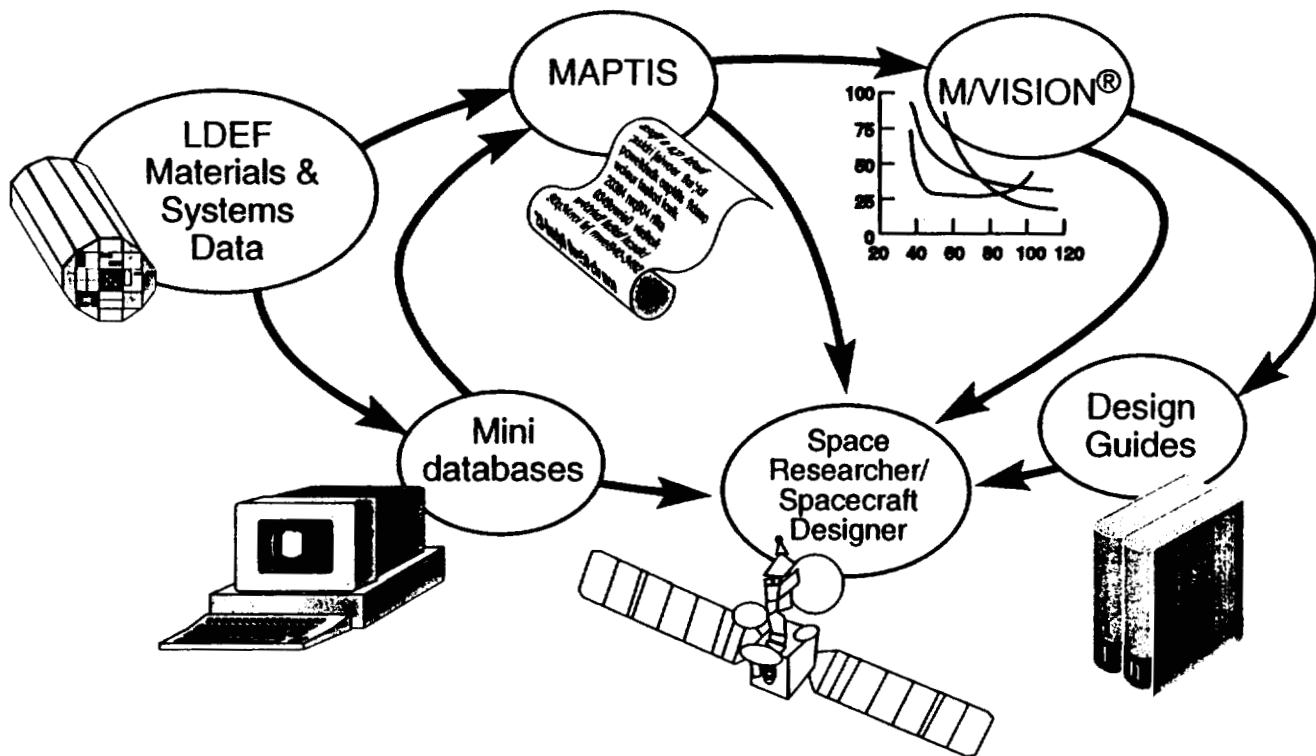 MAPTIS
M/VISION®
LDEF
Materials &
Systems
Data
100
75
50
25
0
20 40 60 80 100 120
Mini
databases
Space
Researcher/
Spacecraft
Designer
Design
Guides